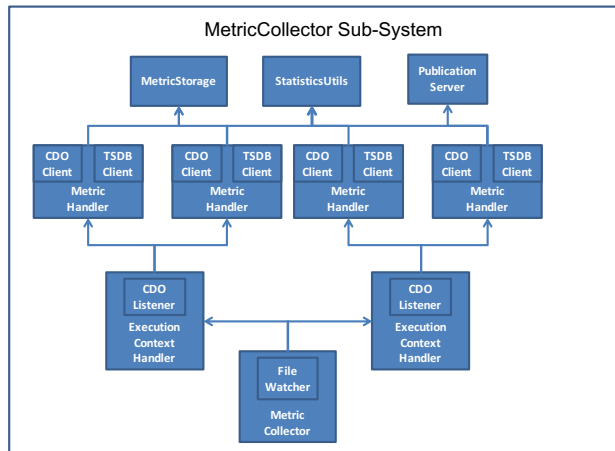 MetricCollector Sub-System
MetricStorage
StatisticsUtils
Publication
Server
CDO
Client
TSDB
Client
Metric
Handler
CDO
Client
TSDB
Client
Metric
Handler
CDO
Client
TSDB
Client
Metric
Handler
CDO
Client
TSDB
Client
Metric
Handler
CDO
Listener
Execution
Context
Handler
CDO
Listener
Execution
Context
Handler
File
Watcher
Metric
Collector